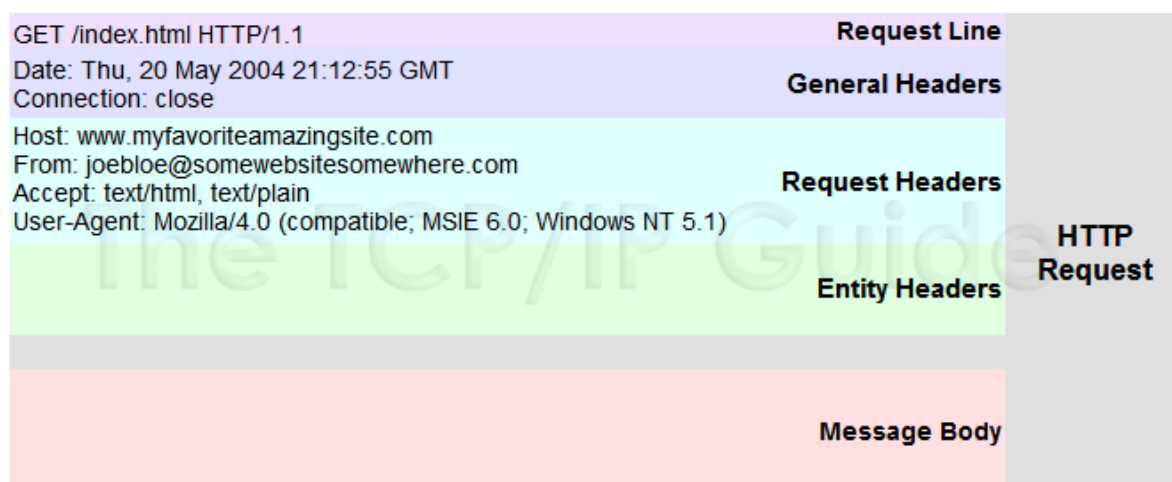 GET /index.html HTTP/1.1
Request Line
Date: Thu, 20 May 2004 21:12:55 GMT
Connection: close
General Headers
Host: www.myfavoriteamazingsite.com
From: joebloe@somewebsitesomewhere.com
Accept: text/html, text/plain
User-Agent: Mozilla/4.0 (compatible; MSIE 6.0; Windows NT 5.1)
Request Headers
The TCP/IP Guide
Entity Headers
Message Body
HTTP
Request